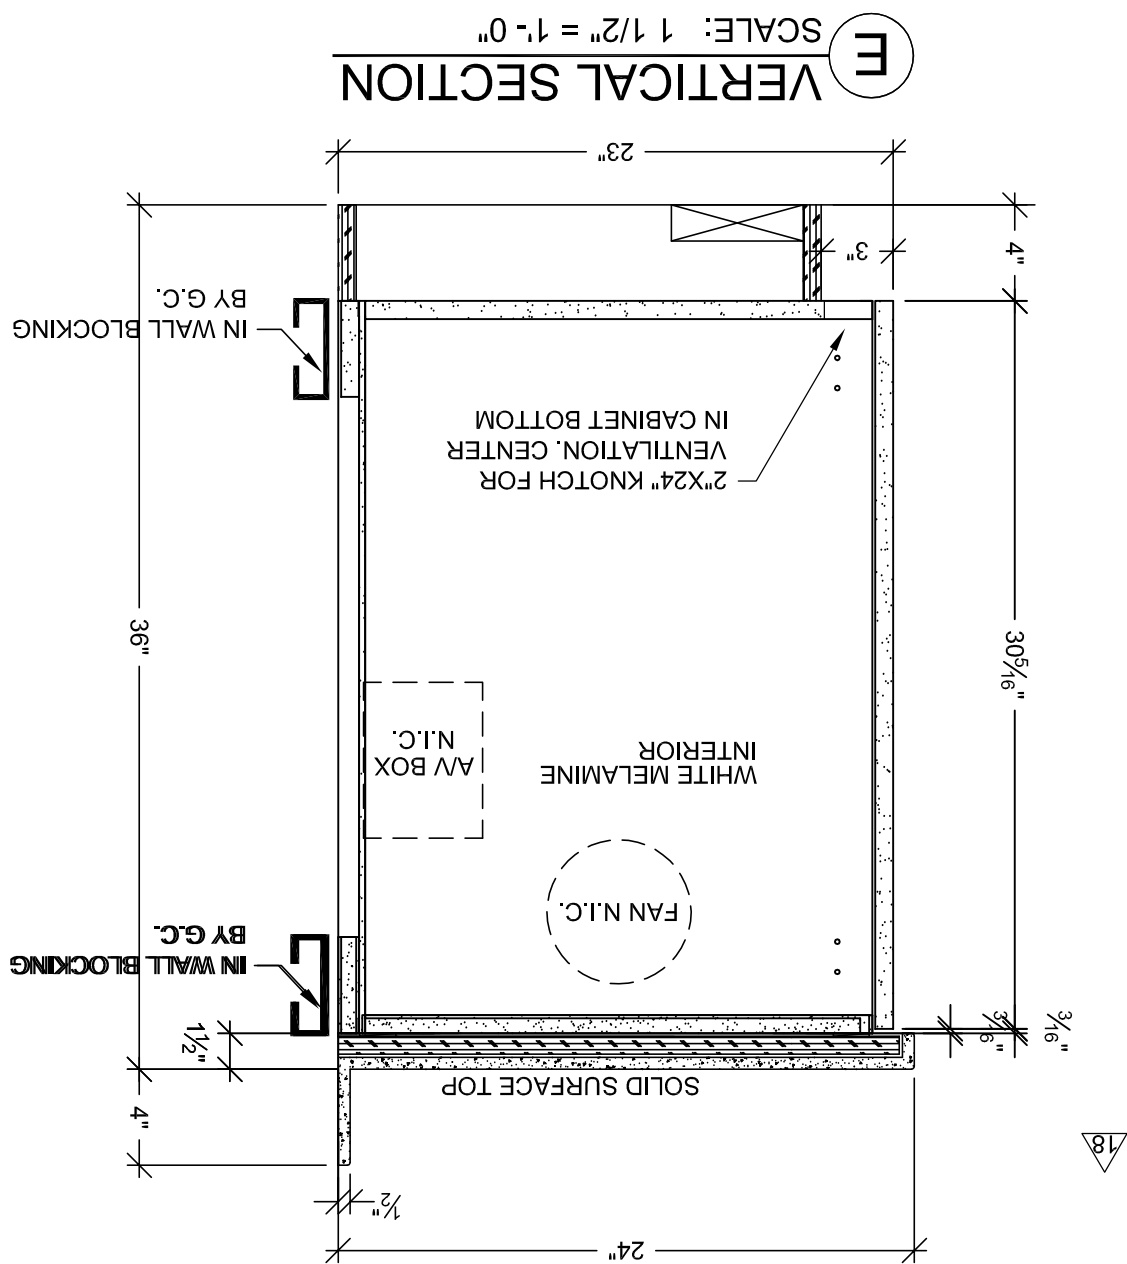 18
24"
1/2"
4"
SOLID SURFACE TOP
1 1/2"
3/16"
3/16"
IN WALL BLOCKING
BY G.C.
FAN N.I.C.
A/V BOX
N.I.C.
WHITE MELAMINE
INTERIOR
30 5/16"
36"
2"X24" KNOTCH FOR
VENTILATION. CENTER
IN CABINET BOTTOM
IN WALL BLOCKING
BY G.C.
3"
4"
23"
E
VERTICAL SECTION
SCALE: 1 1/2" = 1'-0"